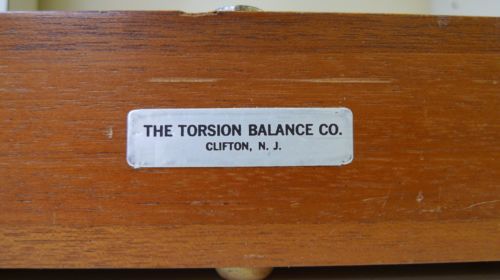 THE TORSION BALANCE CO.
CLIFTON, N. J.